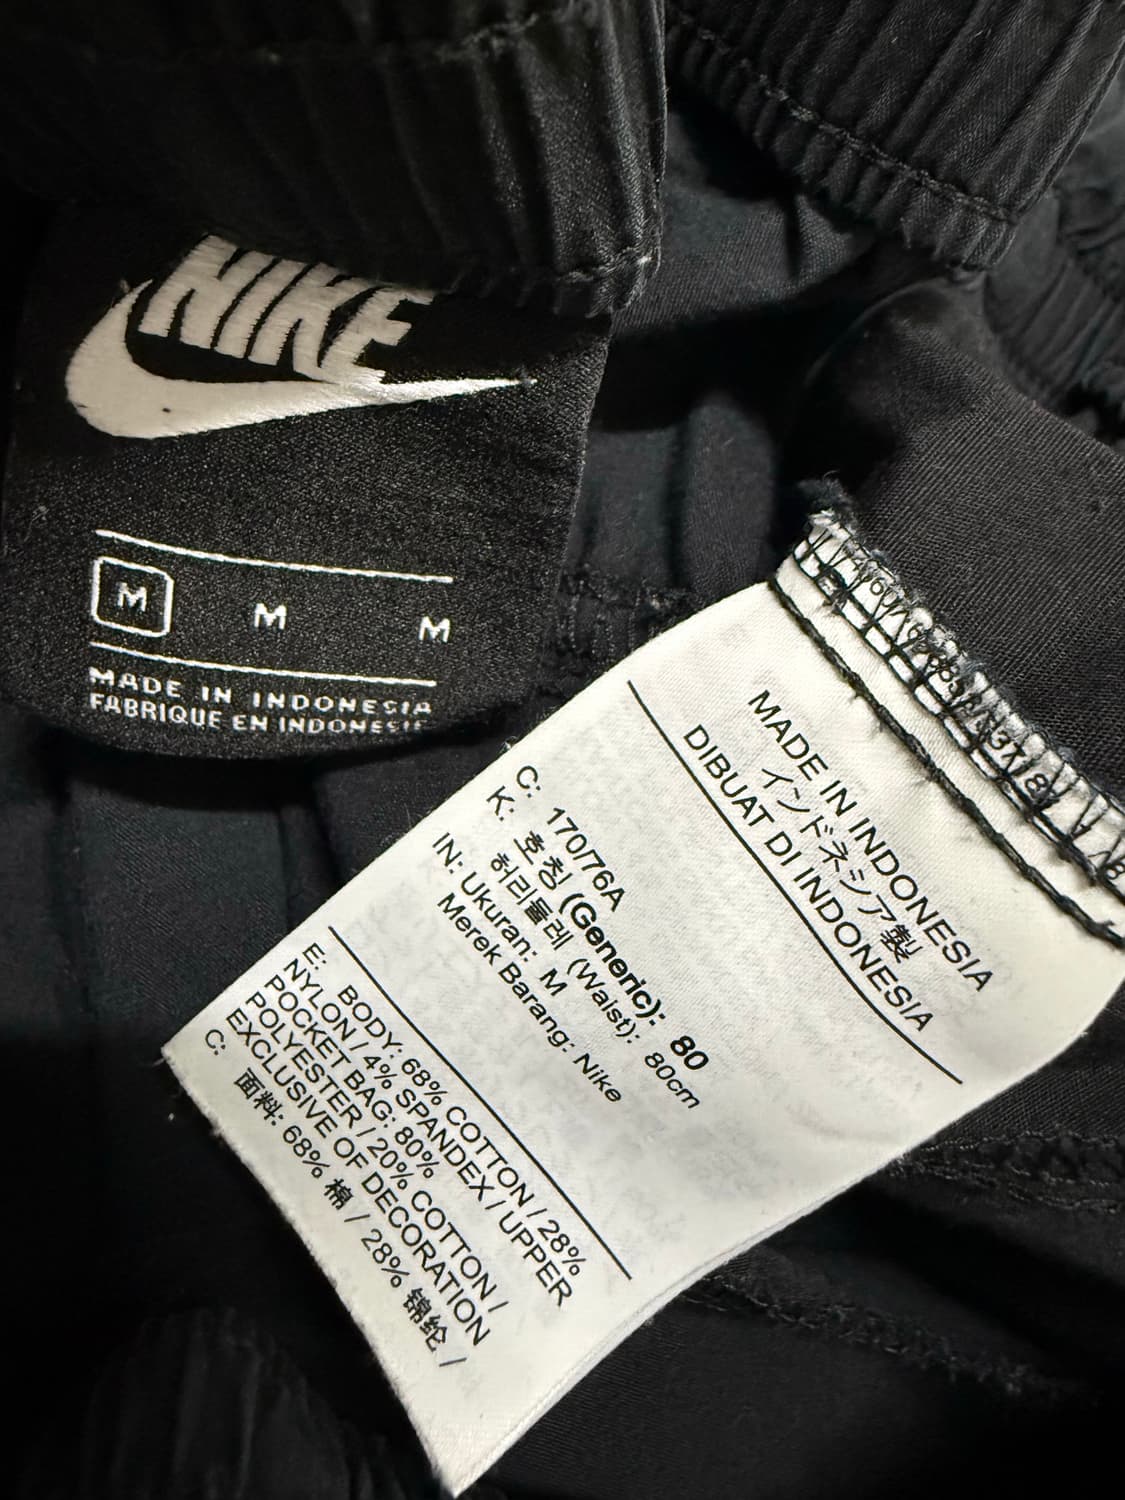 NIKE
M M M
MADE IN INDONESIA
FABRIQUE EN INDONESIE
MADE IN INDONESIA
インドネシア製
DIBUAT DI INDONESIA
C: 170/76A
K: 호칭 (Generic): 80
허리둘레 (Waist): 80cm
IN: Ukuran: M
Merek Barang: Nike
E: BODY: 68% COTTON / 28%
NYLON / 4% SPANDEX / UPPER
POCKET BAG: 80%
POLYESTER / 20% COTTON /
EXCLUSIVE OF DECORATION
C: 面料: 68% 棉 / 28% 锦纶 /